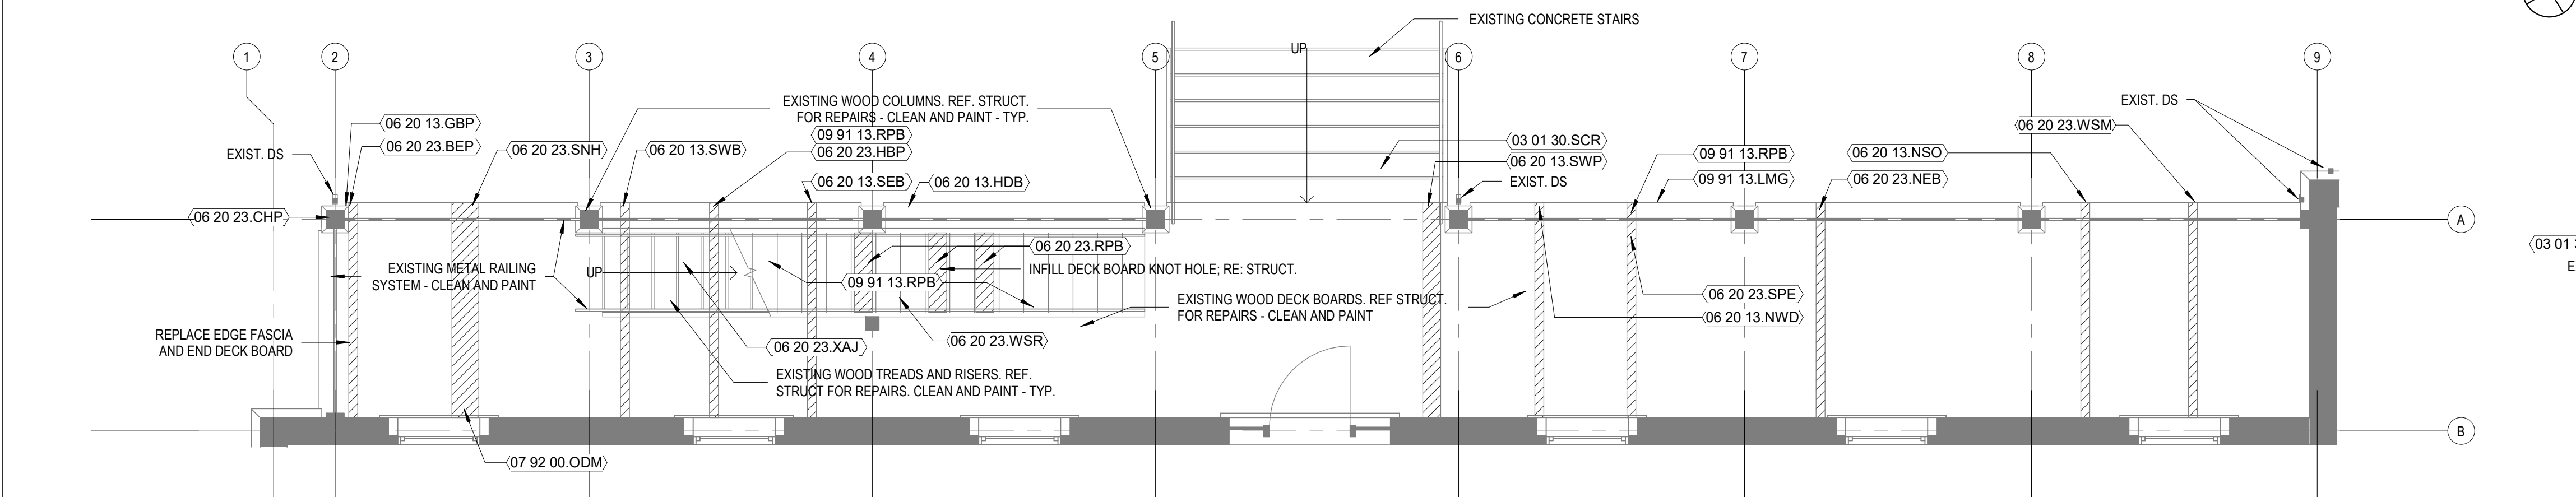 EXISTING CONCRETE STAIRS
UP
1
2
3
4
5
6
7
8
9
EXISTING WOOD COLUMNS. REF. STRUCT.
FOR REPAIRS - CLEAN AND PAINT - TYP.
EXIST. DS
06 20 13.GBP
06 20 23.BEP
EXIST. DS
06 20 23.SNH
06 20 13.SWB
09 91 13.RPB
06 20 23.HBP
06 20 13.SEB
06 20 13.HDB
03 01 30.SCR
06 20 13.SWP
EXIST. DS
09 91 13.RPB
09 91 13.LMG
06 20 13.NSO
06 20 23.NEB
06 20 23.WSM
06 20 23.CHP
A
EXISTING METAL RAILING
SYSTEM - CLEAN AND PAINT
UP
06 20 23.RPB
INFILL DECK BOARD KNOT HOLE; RE: STRUCT.
09 91 13.RPB
EXISTING WOOD DECK BOARDS. REF STRUCT.
FOR REPAIRS - CLEAN AND PAINT
06 20 23.SPE
06 20 13.NWD
03 01
REPLACE EDGE FASCIA
AND END DECK BOARD
06 20 23.XAJ
06 20 23.WSR
EXISTING WOOD TREADS AND RISERS. REF.
STRUCT FOR REPAIRS. CLEAN AND PAINT - TYP.
B
07 92 00.ODM